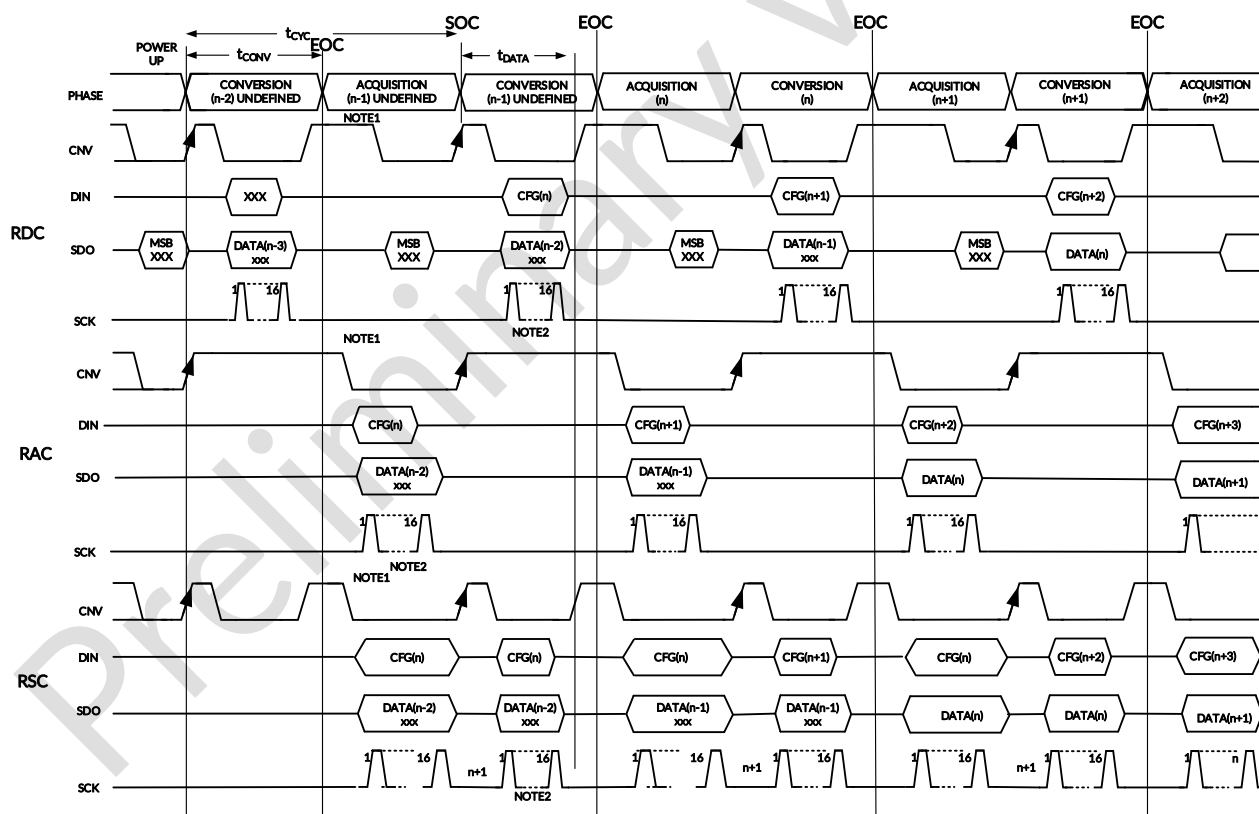 SOC EOC EOC EOC
tCYC
EOC
POWER UP
tCONV
tDATA
PHASE
CONVERSION (n-2) UNDEFINED
ACQUISITION (n-1) UNDEFINED
CONVERSION (n-1) UNDEFINED
ACQUISITION (n)
CONVERSION (n)
ACQUISITION (n+1)
CONVERSION (n+1)
ACQUISITION (n+2)
NOTE1
CNV
DIN XXX CFG(n) CFG(n+1) CFG(n+2)
RDC
SDO
MSB XXX
DATA(n-3) xxx
MSB XXX
DATA(n-2) xxx
MSB XXX
DATA(n-1) xxx
MSB XXX
DATA(n)
1 16 1 16 1 16 1 16
SCK
NOTE2
NOTE1
CNV
DIN CFG(n) CFG(n+1) CFG(n+2) CFG(n+3)
RAC
SDO
DATA(n-2) xxx
DATA(n-1) xxx
DATA(n)
DATA(n+1)
1 16 1 16 1 16 1
SCK
NOTE2
NOTE1
CNV
DIN CFG(n) CFG(n) CFG(n) CFG(n+1) CFG(n) CFG(n+2) CFG(n+3)
RSC
SDO
DATA(n-2) xxx
DATA(n-2) xxx
DATA(n-1) xxx
DATA(n-1) xxx
DATA(n)
DATA(n)
DATA(n+1)
1 16 n+1 1 16 1 16 n+1 1 16 1 16 n+1 1 16 1 n
SCK
NOTE2
Preliminary